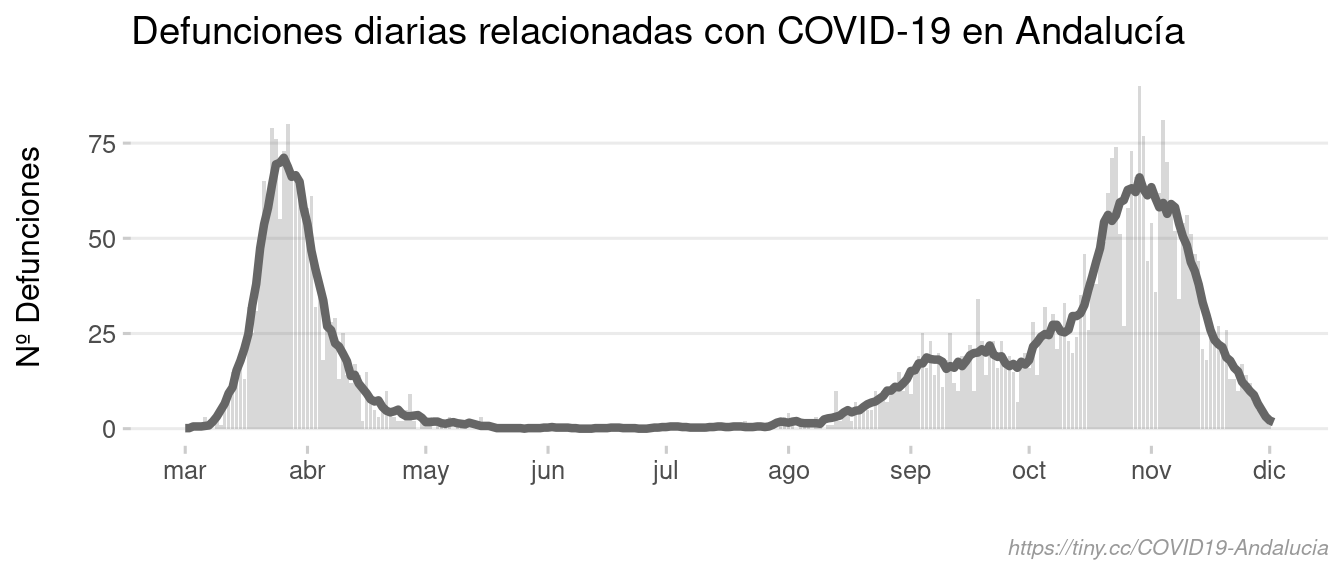 Defunciones diarias relacionadas con COVID-19 en Andalucía
Nº Defunciones
75
50
25
0
mar abr may jun jul ago sep oct nov dic
https://tiny.cc/COVID19-Andalucia